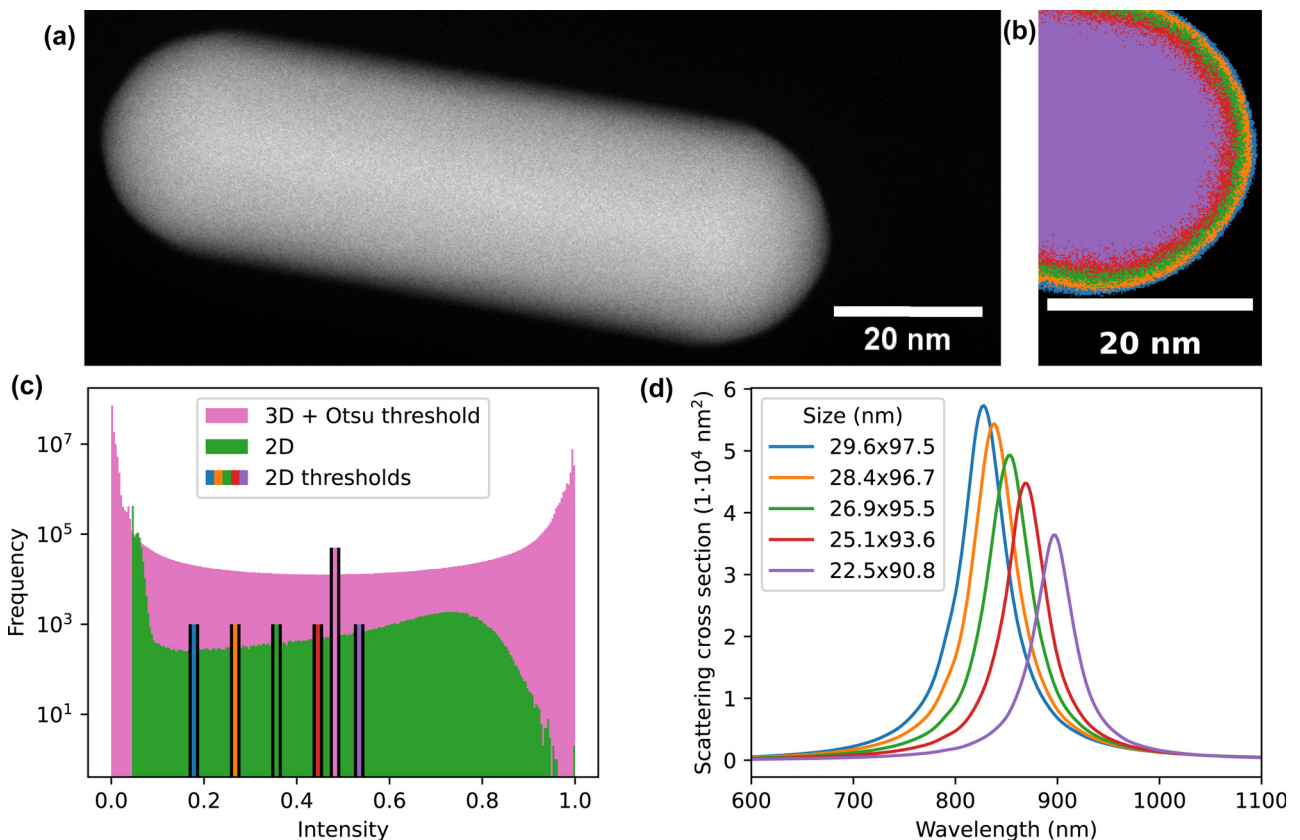 (a)
20 nm
(b)
20 nm
(c)
3D + Otsu threshold
2D
2D thresholds
10⁷
10⁵
10³
10¹
Frequency
0.0 0.2 0.4 0.6 0.8 1.0
Intensity
(d)
Size (nm)
29.6x97.5
28.4x96.7
26.9x95.5
25.1x93.6
22.5x90.8
6
5
4
3
2
1
0
Scattering cross section (1·10⁴ nm²)
600 700 800 900 1000 1100
Wavelength (nm)